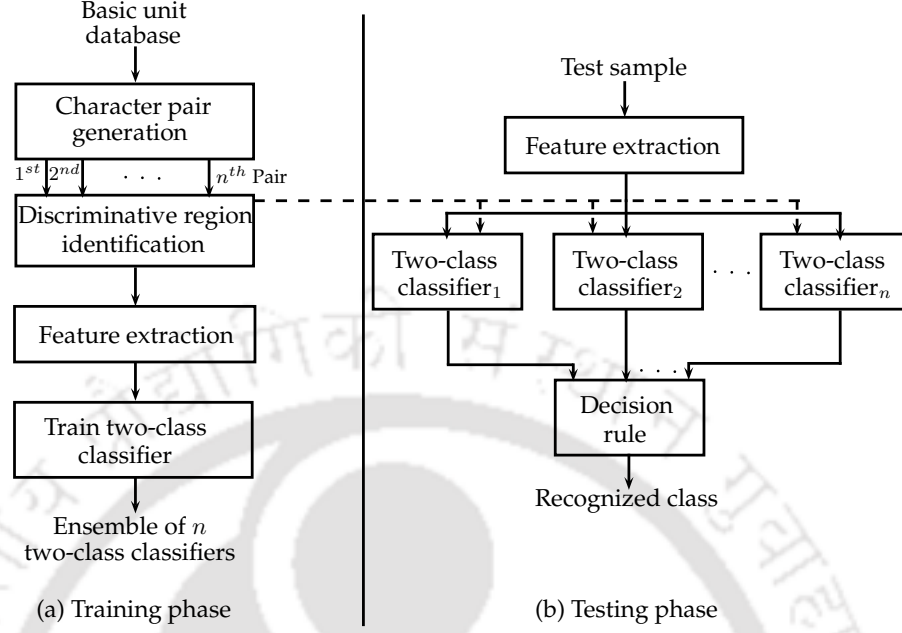 Basic unit
database
Character pair
generation
1st 2nd . . . nth Pair
Discriminative region
identification
Feature extraction
Train two-class
classifier
Ensemble of n
two-class classifiers
(a) Training phase
Test sample
Feature extraction
Two-class
classifier1
Two-class
classifier2
. . .
Two-class
classifiern
. . .
Decision
rule
Recognized class
(b) Testing phase